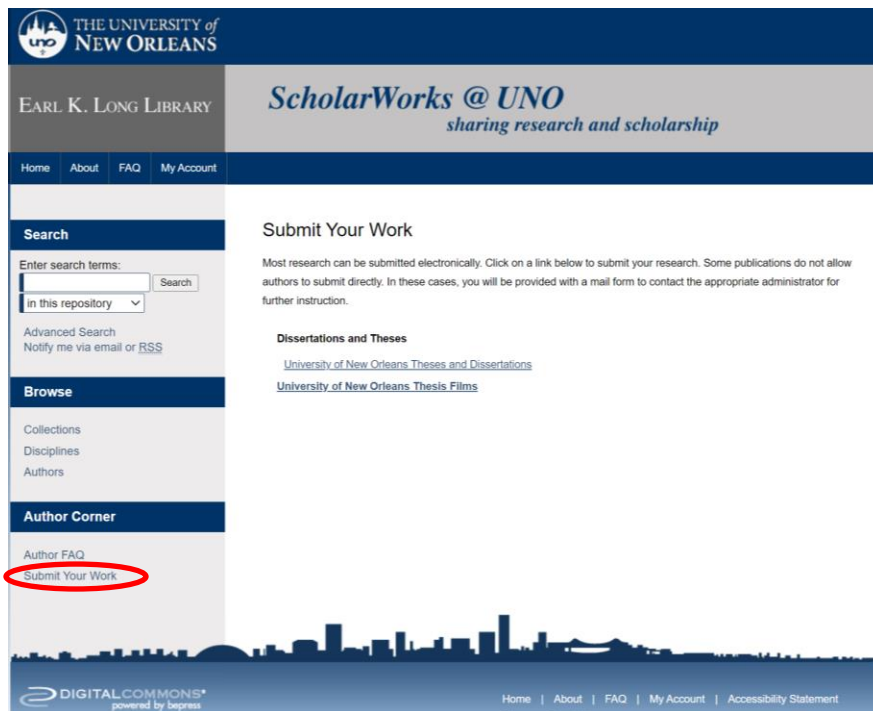 THE UNIVERSITY of
NEW ORLEANS
uno
EARL K. LONG LIBRARY
ScholarWorks @ UNO
sharing research and scholarship
Home About FAQ My Account
Search
Enter search terms:
Search
in this repository
Advanced Search
Notify me via email or RSS
Browse
Collections
Disciplines
Authors
Author Corner
Author FAQ
Submit Your Work
Submit Your Work
Most research can be submitted electronically. Click on a link below to submit your research. Some publications do not allow
authors to submit directly. In these cases, you will be provided with a mail form to contact the appropriate administrator for
further instruction.
Dissertations and Theses
University of New Orleans Theses and Dissertations
University of New Orleans Thesis Films
DIGITALCOMMONS
powered by bepress
Home | About | FAQ | My Account | Accessibility Statement